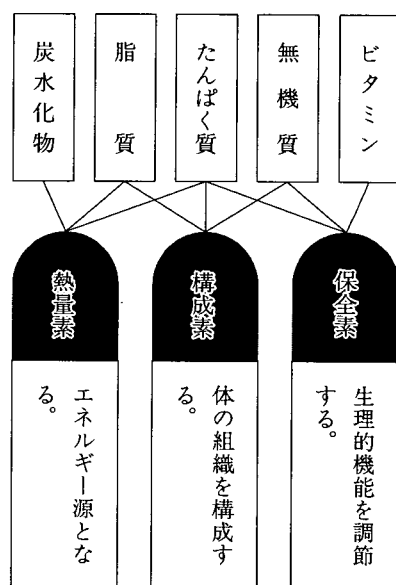 ビタミン
無機質
たんぱく質
脂質
炭水化物
保全素
構成素
熱量素
生理的機能を調節
する。
体の組織を構成す
る。
エネルギー源とな
る。